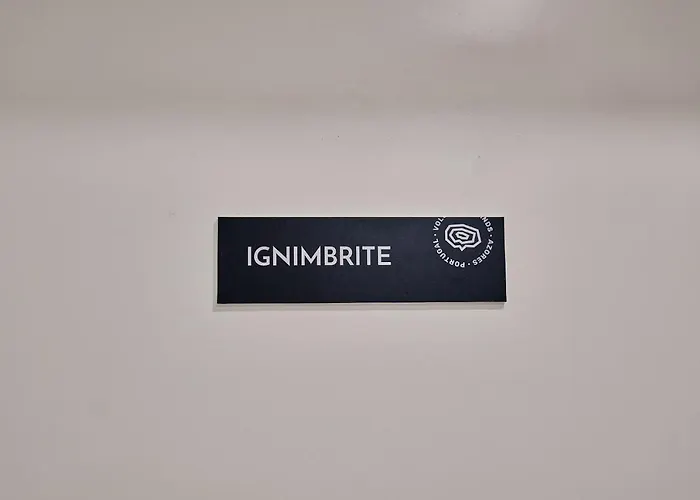 IGNIMBRITE
AZORES · PORTUGAL ·